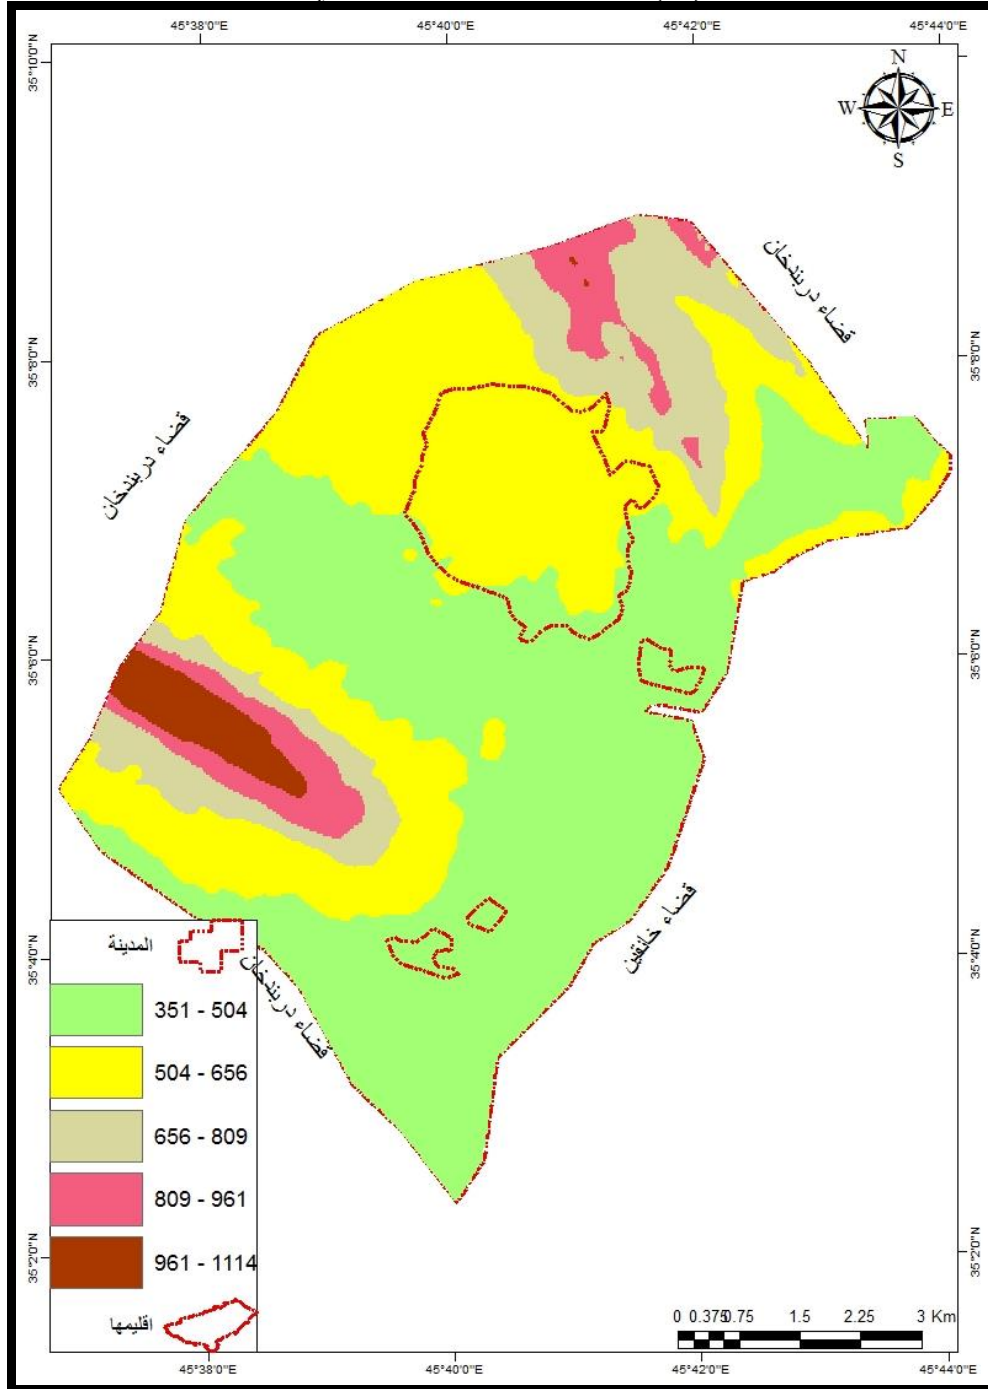 45°38'0"E
45°40'0"E
45°42'0"E
45°44'0"E
35°10'0"N
N
W
E
S
قضاء دربندخان
35°8'0"N
35°8'0"N
قضاء دربندخان
35°6'0"N
35°6'0"N
قضاء خانقين
المدينة
35°4'0"N
35°4'0"N
قضاء دربندخان
351 - 504
504 - 656
656 - 809
809 - 961
961 - 1114
35°2'0"N
35°2'0"N
اقليمها
0 0.375 0.75 1.5 2.25 3 Km
45°38'0"E
45°40'0"E
45°42'0"E
45°44'0"E